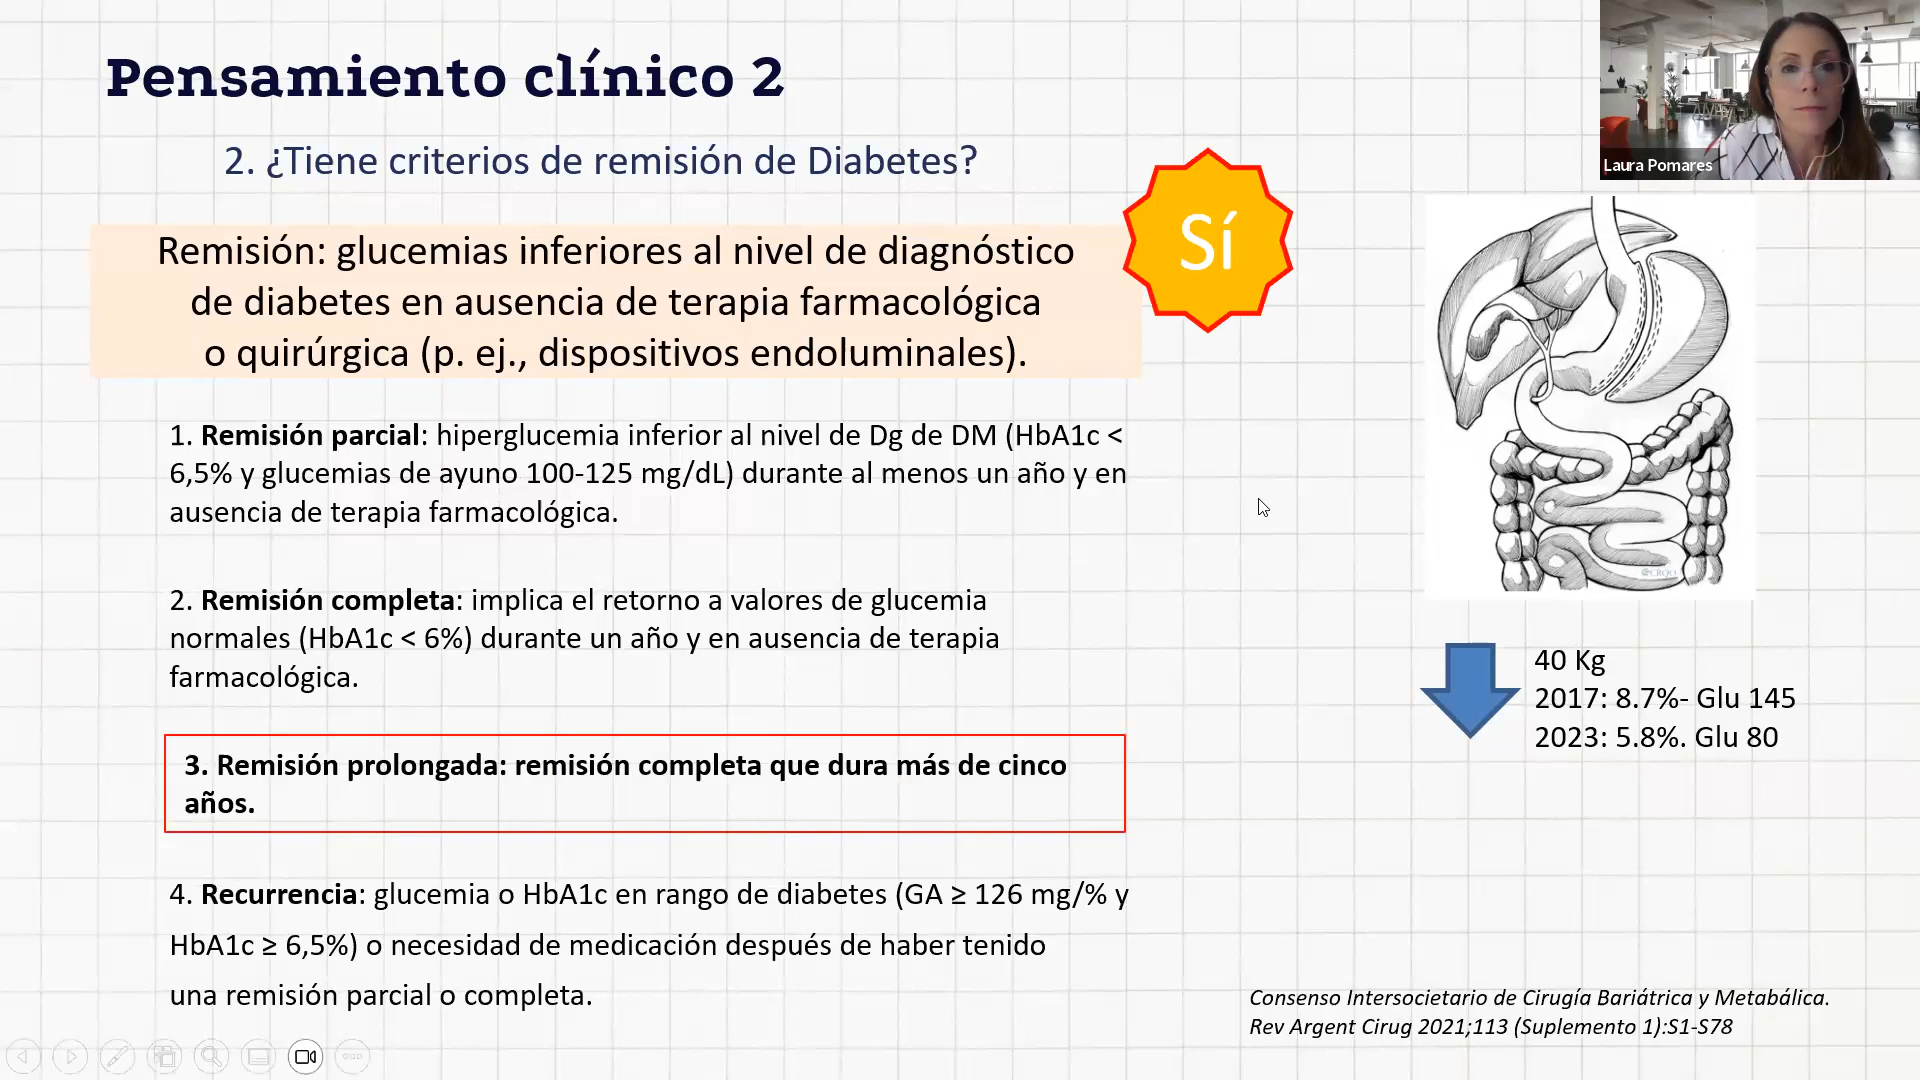 Pensamiento clínico 2
2. ¿Tiene criterios de remisión de Diabetes?
Laura Pomares
Sí
Remisión: glucemias inferiores al nivel de diagnóstico
de diabetes en ausencia de terapia farmacológica
o quirúrgica (p. ej., dispositivos endoluminales).
1. Remisión parcial: hiperglucemia inferior al nivel de Dg de DM (HbA1c <
6,5% y glucemias de ayuno 100-125 mg/dL) durante al menos un año y en
ausencia de terapia farmacológica.
2. Remisión completa: implica el retorno a valores de glucemia
normales (HbA1c < 6%) durante un año y en ausencia de terapia
farmacológica.
3. Remisión prolongada: remisión completa que dura más de cinco
años.
4. Recurrencia: glucemia o HbA1c en rango de diabetes (GA ≥ 126 mg/% y
HbA1c ≥ 6,5%) o necesidad de medicación después de haber tenido
una remisión parcial o completa.
40 Kg
2017: 8.7%- Glu 145
2023: 5.8%. Glu 80
Consenso Intersocietario de Cirugía Bariátrica y Metabálica.
Rev Argent Cirug 2021;113 (Suplemento 1):S1-S78